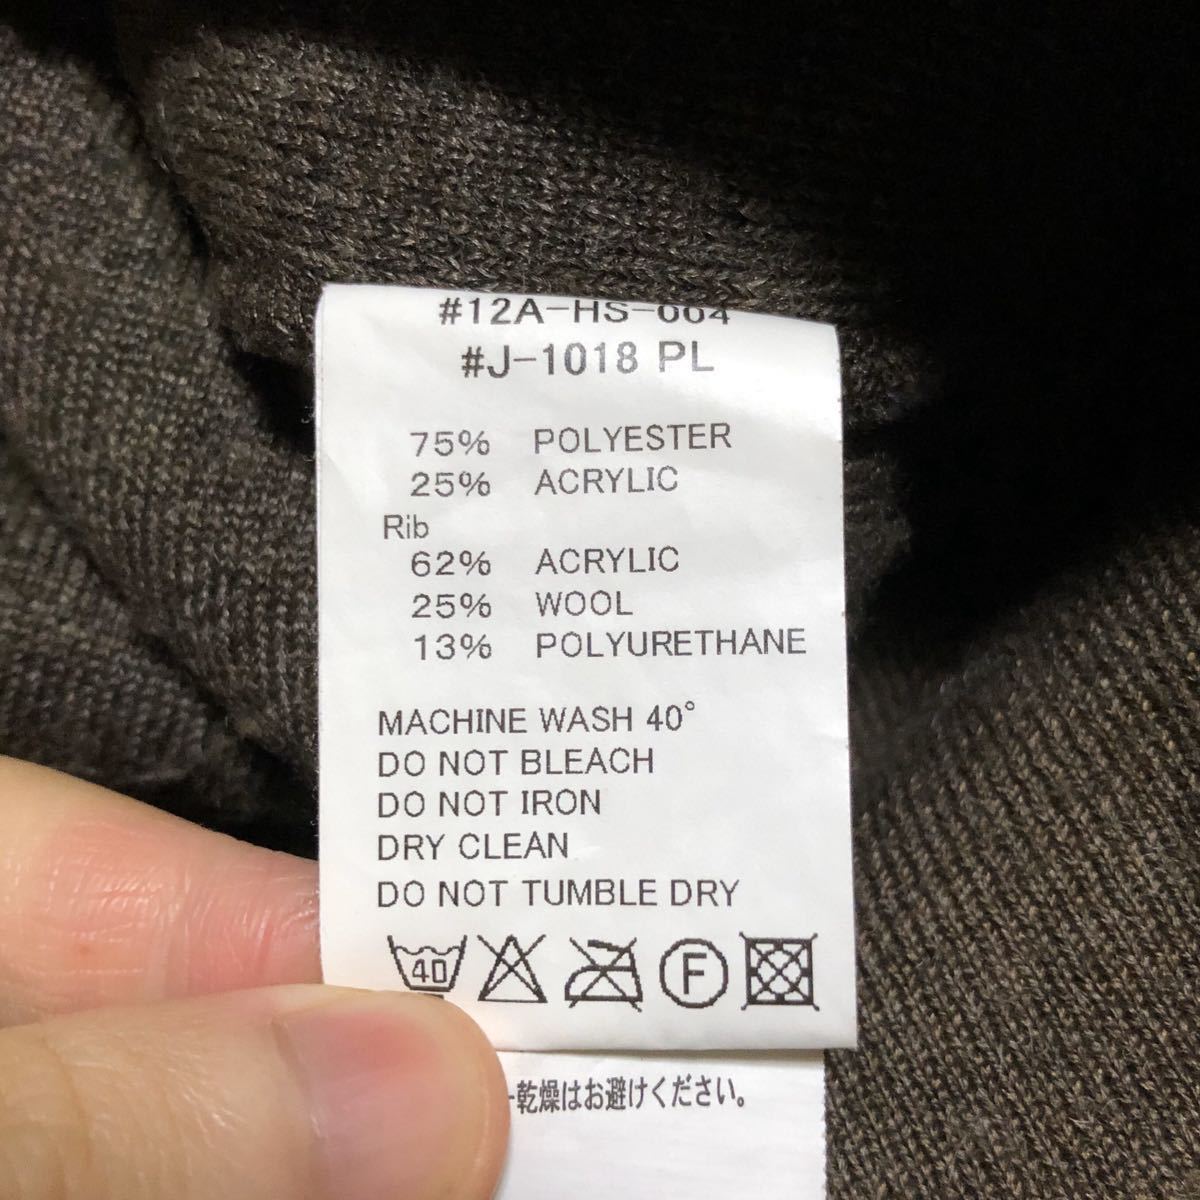 #12A-HS-004
#J-1018 PL
75% POLYESTER
25% ACRYLIC
Rib
62% ACRYLIC
25% WOOL
13% POLYURETHANE
MACHINE WASH 40°
DO NOT BLEACH
DO NOT IRON
DRY CLEAN
DO NOT TUMBLE DRY
40 F
乾燥はお避けください。